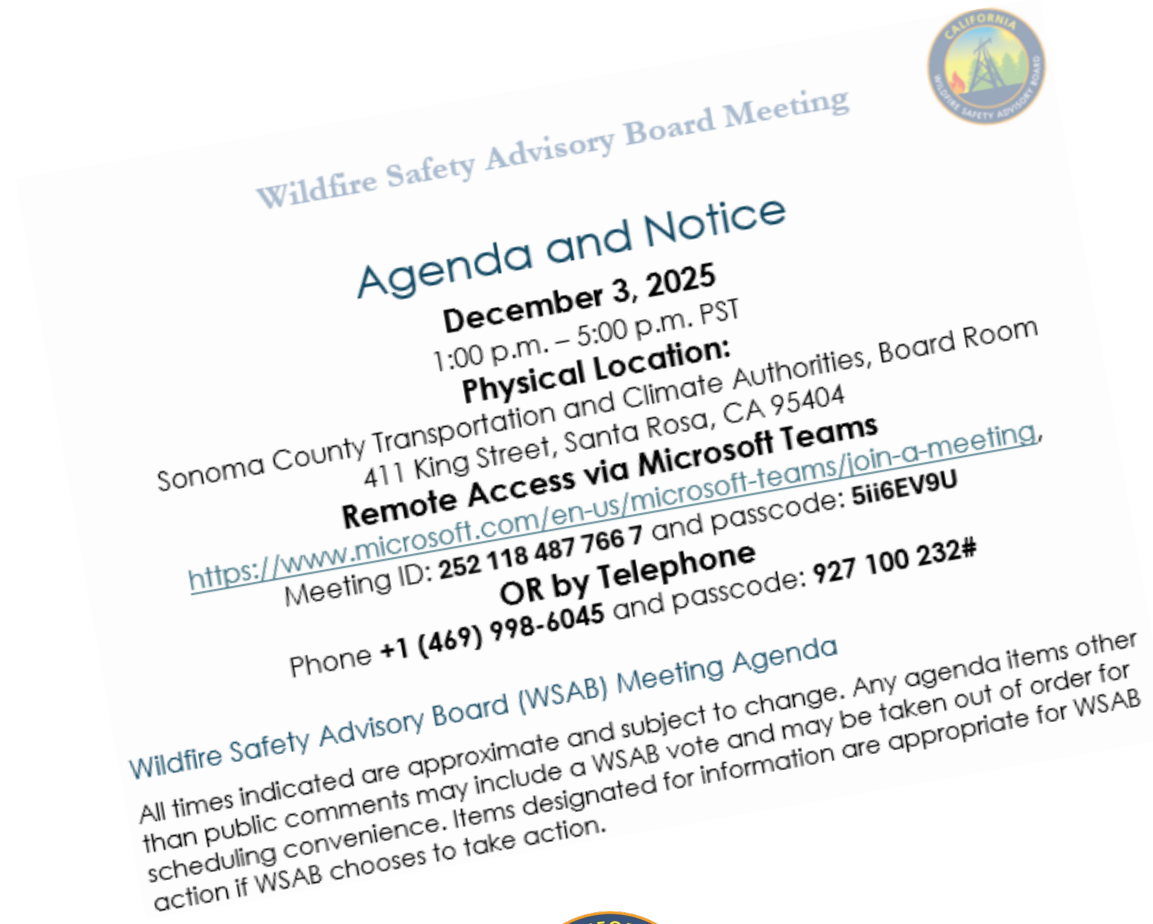 CALIFORNIA
WILDFIRE SAFETY ADVISORY BOARD
Wildfire Safety Advisory Board Meeting
Agenda and Notice
December 3, 2025
1:00 p.m. – 5:00 p.m. PST
Physical Location:
Sonoma County Transportation and Climate Authorities, Board Room
411 King Street, Santa Rosa, CA 95404
Remote Access via Microsoft Teams
https://www.microsoft.com/en-us/microsoft-teams/join-a-meeting,
Meeting ID: 252 118 487 766 7 and passcode: 5ii6EV9U
OR by Telephone
Phone +1 (469) 998-6045 and passcode: 927 100 232#
Wildfire Safety Advisory Board (WSAB) Meeting Agenda
All times indicated are approximate and subject to change. Any agenda items other
than public comments may include a WSAB vote and may be taken out of order for
scheduling convenience. Items designated for information are appropriate for WSAB
action if WSAB chooses to take action.